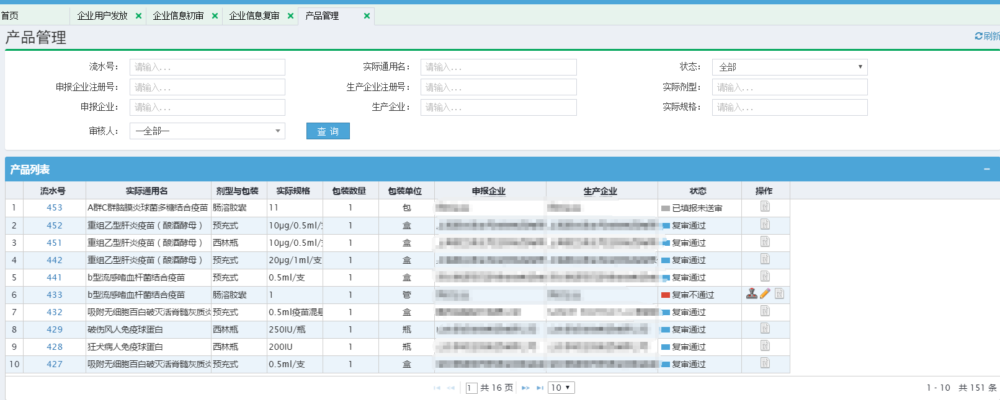 首页 企业用户发放 企业信息初审 企业信息复审 产品管理
产品管理 刷新
流水号： 请输入... 实际通用名： 请输入... 状态： 全部
申报企业注册号： 请输入... 生产企业注册号： 请输入... 实际剂型： 请输入...
申报企业： 请输入... 生产企业： 请输入... 实际规格： 请输入...
审核人： —全部— 查 询
产品列表
流水号 实际通用名 剂型与包装 实际规格 包装数量 包装单位 申报企业 生产企业 状态 操作
1 453 A群C群脑膜炎球菌多糖结合疫苗 肠溶胶囊 11 1 包 已填报未送审
2 452 重组乙型肝炎疫苗（酿酒酵母） 预充式 10μg/0.5ml/ 1 盒 复审通过
3 451 重组乙型肝炎疫苗（酿酒酵母） 西林瓶 10μg/0.5ml/ 1 盒 复审通过
4 442 重组乙型肝炎疫苗（酿酒酵母） 预充式 20μg/1ml/支 1 盒 复审通过
5 441 b型流感嗜血杆菌结合疫苗 预充式 0.5ml/支 1 盒 复审通过
6 433 b型流感嗜血杆菌结合疫苗 肠溶胶囊 1 1 管 复审不通过
7 432 吸附无细胞百白破灭活脊髓灰质炎 预充式 0.5ml疫苗混悬 1 盒 复审通过
8 429 破伤风人免疫球蛋白 西林瓶 250IU/瓶 1 瓶 复审通过
9 428 狂犬病人免疫球蛋白 西林瓶 200IU 1 瓶 复审通过
10 427 吸附无细胞百白破灭活脊髓灰质炎 预充式 0.5ml/支 1 盒 复审通过
1 共 16 页 10 1 - 10 共 151 条